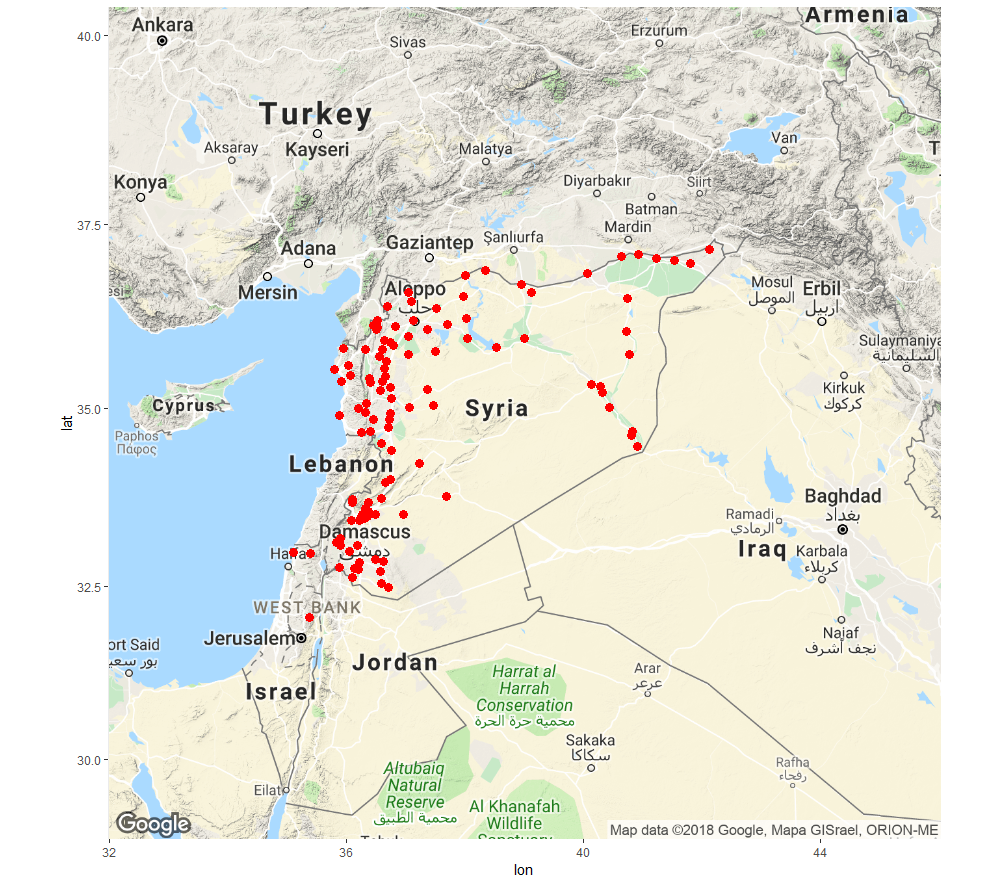 Armenia
Ankara
40.0
Sivas
Erzurum
Turkey
Aksaray
Kayseri
Malatya
Van
T
Konya
Diyarbakır
Siirt
Batman
Mardin
37.5
Adana
Gaziantep
Şanlıurfa
Mersin
Aleppo
حلب
Mosul
الموصل
Erbil
اربيل
esi
Sulaymaniya
السليمانية
Kirkuk
كركوك
Cyprus
Paphos
Πάφος
35.0
Syria
lat
Lebanon
Baghdad
بغداد
Ramadi
الرمادي
Damascus
دمشق
Iraq
Karbala
كربلاء
Haifa
32.5
WEST BANK
Jerusalem
Najaf
نجف أشرف
ort Said
بور سعي
Jordan
Israel
Harrat al
Harrah
Conservation
محمية حرة الحرة
Arar
عرعر
Sakaka
سكاكا
30.0
Rafha
رفحاء
Eilat
Altubaiq
Natural
Reserve
محمية الطبيق
Al Khanafah
Wildlife
Sanctuary
Google
Map data ©2018 Google, Mapa GISrael, ORION-ME
32
36
40
44
lon